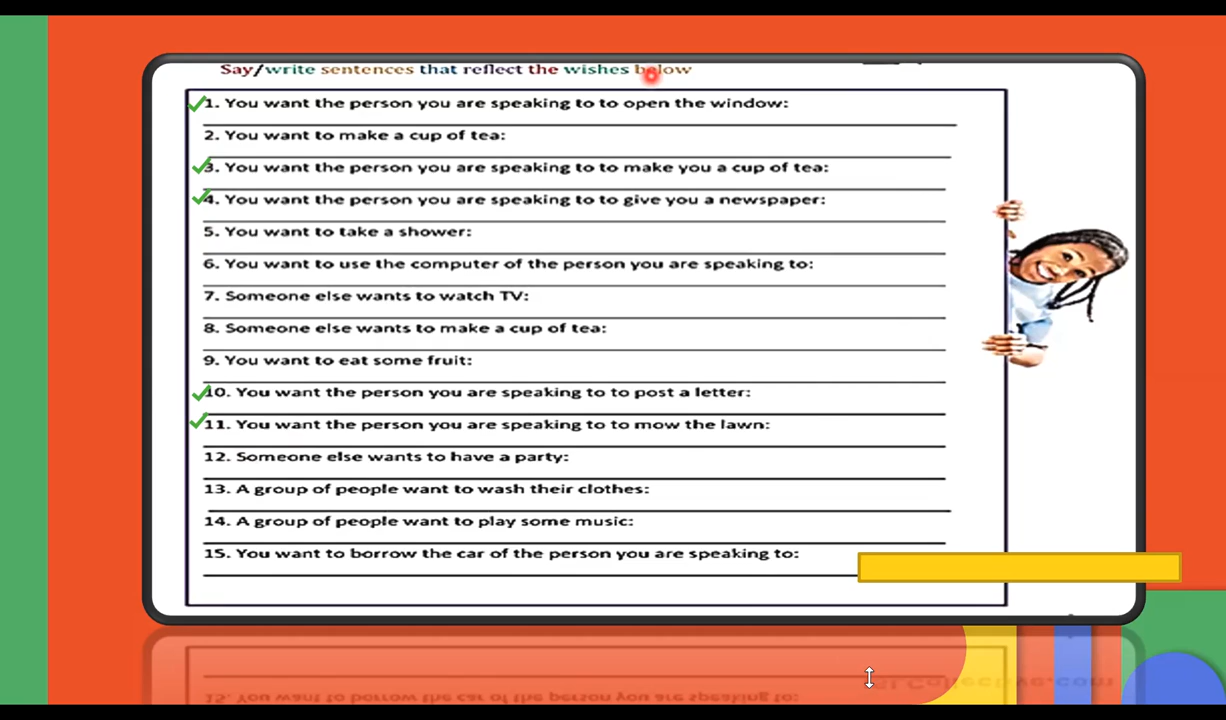 Say/write sentences that reflect the wishes below
1. You want the person you are speaking to to open the window:
2. You want to make a cup of tea:
3. You want the person you are speaking to to make you a cup of tea:
4. You want the person you are speaking to to give you a newspaper:
5. You want to take a shower:
6. You want to use the computer of the person you are speaking to:
7. Someone else wants to watch TV:
8. Someone else wants to make a cup of tea:
9. You want to eat some fruit:
10. You want the person you are speaking to to post a letter:
11. You want the person you are speaking to to mow the lawn:
12. Someone else wants to have a party:
13. A group of people want to wash their clothes:
14. A group of people want to play some music:
15. You want to borrow the car of the person you are speaking to: